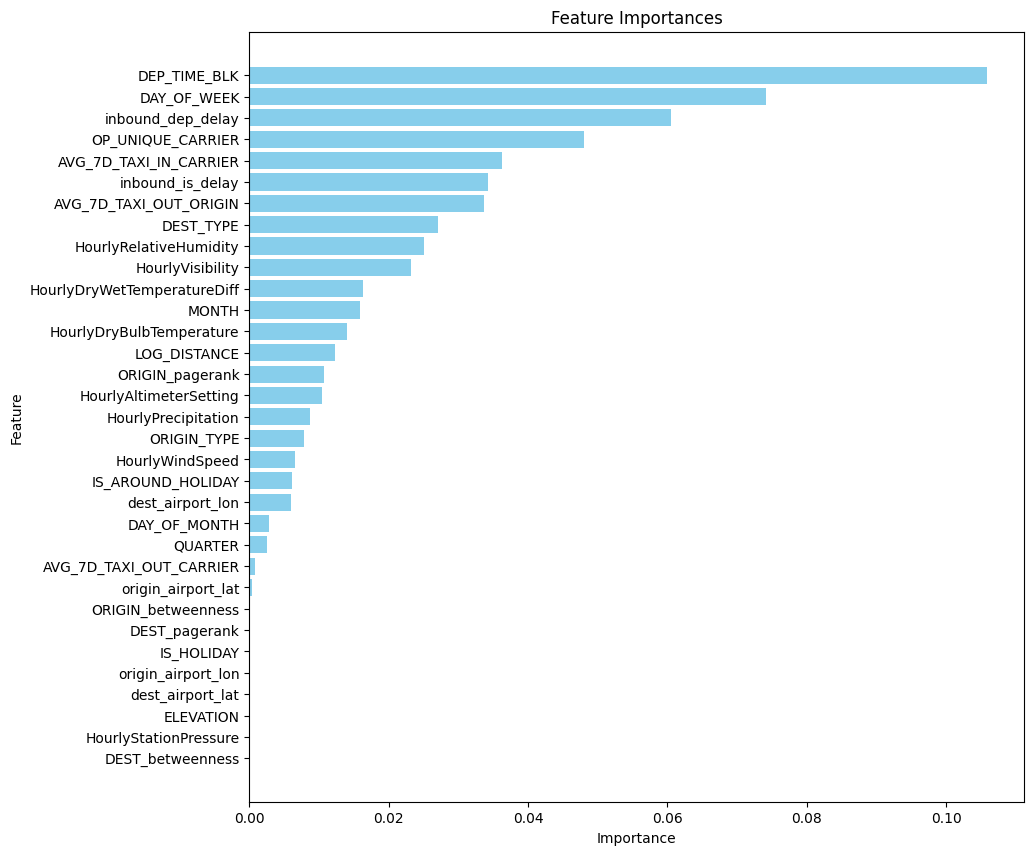 Feature Importances
Feature
DEP_TIME_BLK
DAY_OF_WEEK
inbound_dep_delay
OP_UNIQUE_CARRIER
AVG_7D_TAXI_IN_CARRIER
inbound_is_delay
AVG_7D_TAXI_OUT_ORIGIN
DEST_TYPE
HourlyRelativeHumidity
HourlyVisibility
HourlyDryWetTemperatureDiff
MONTH
HourlyDryBulbTemperature
LOG_DISTANCE
ORIGIN_pagerank
HourlyAltimeterSetting
HourlyPrecipitation
ORIGIN_TYPE
HourlyWindSpeed
IS_AROUND_HOLIDAY
dest_airport_lon
DAY_OF_MONTH
QUARTER
AVG_7D_TAXI_OUT_CARRIER
origin_airport_lat
ORIGIN_betweenness
DEST_pagerank
IS_HOLIDAY
origin_airport_lon
dest_airport_lat
ELEVATION
HourlyStationPressure
DEST_betweenness
0.00 0.02 0.04 0.06 0.08 0.10
Importance